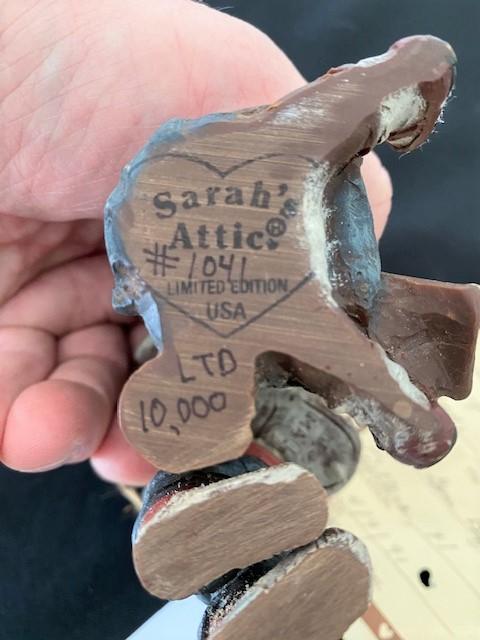 Sarah's
Attic®
#1041
LIMITED EDITION
USA
LTD
10,000